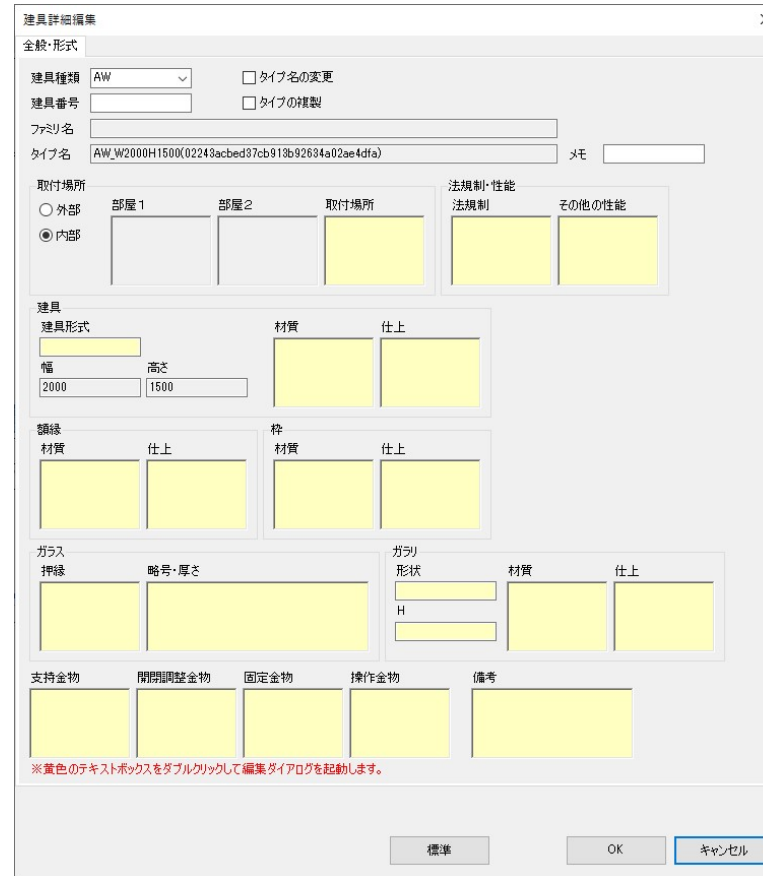 建具詳細編集
全般・形式
建具種類 AW タイプ名の変更
建具番号 タイプの複製
ファミリ名
タイプ名 AW_W2000H1500(02243acbed37cb913b92634a02ae4dfa) メモ
取付場所 法規制・性能
外部 部屋1 部屋2 取付場所 法規制 その他の性能
内部
建具
建具形式 材質 仕上
幅 高さ
2000 1500
額縁 枠
材質 仕上 材質 仕上
ガラス ガラリ
押縁 略号・厚さ 形状 材質 仕上
H
支持金物 開閉調整金物 固定金物 操作金物 備考
※黄色のテキストボックスをダブルクリックして編集ダイアログを起動します。
標準 OK キャンセル